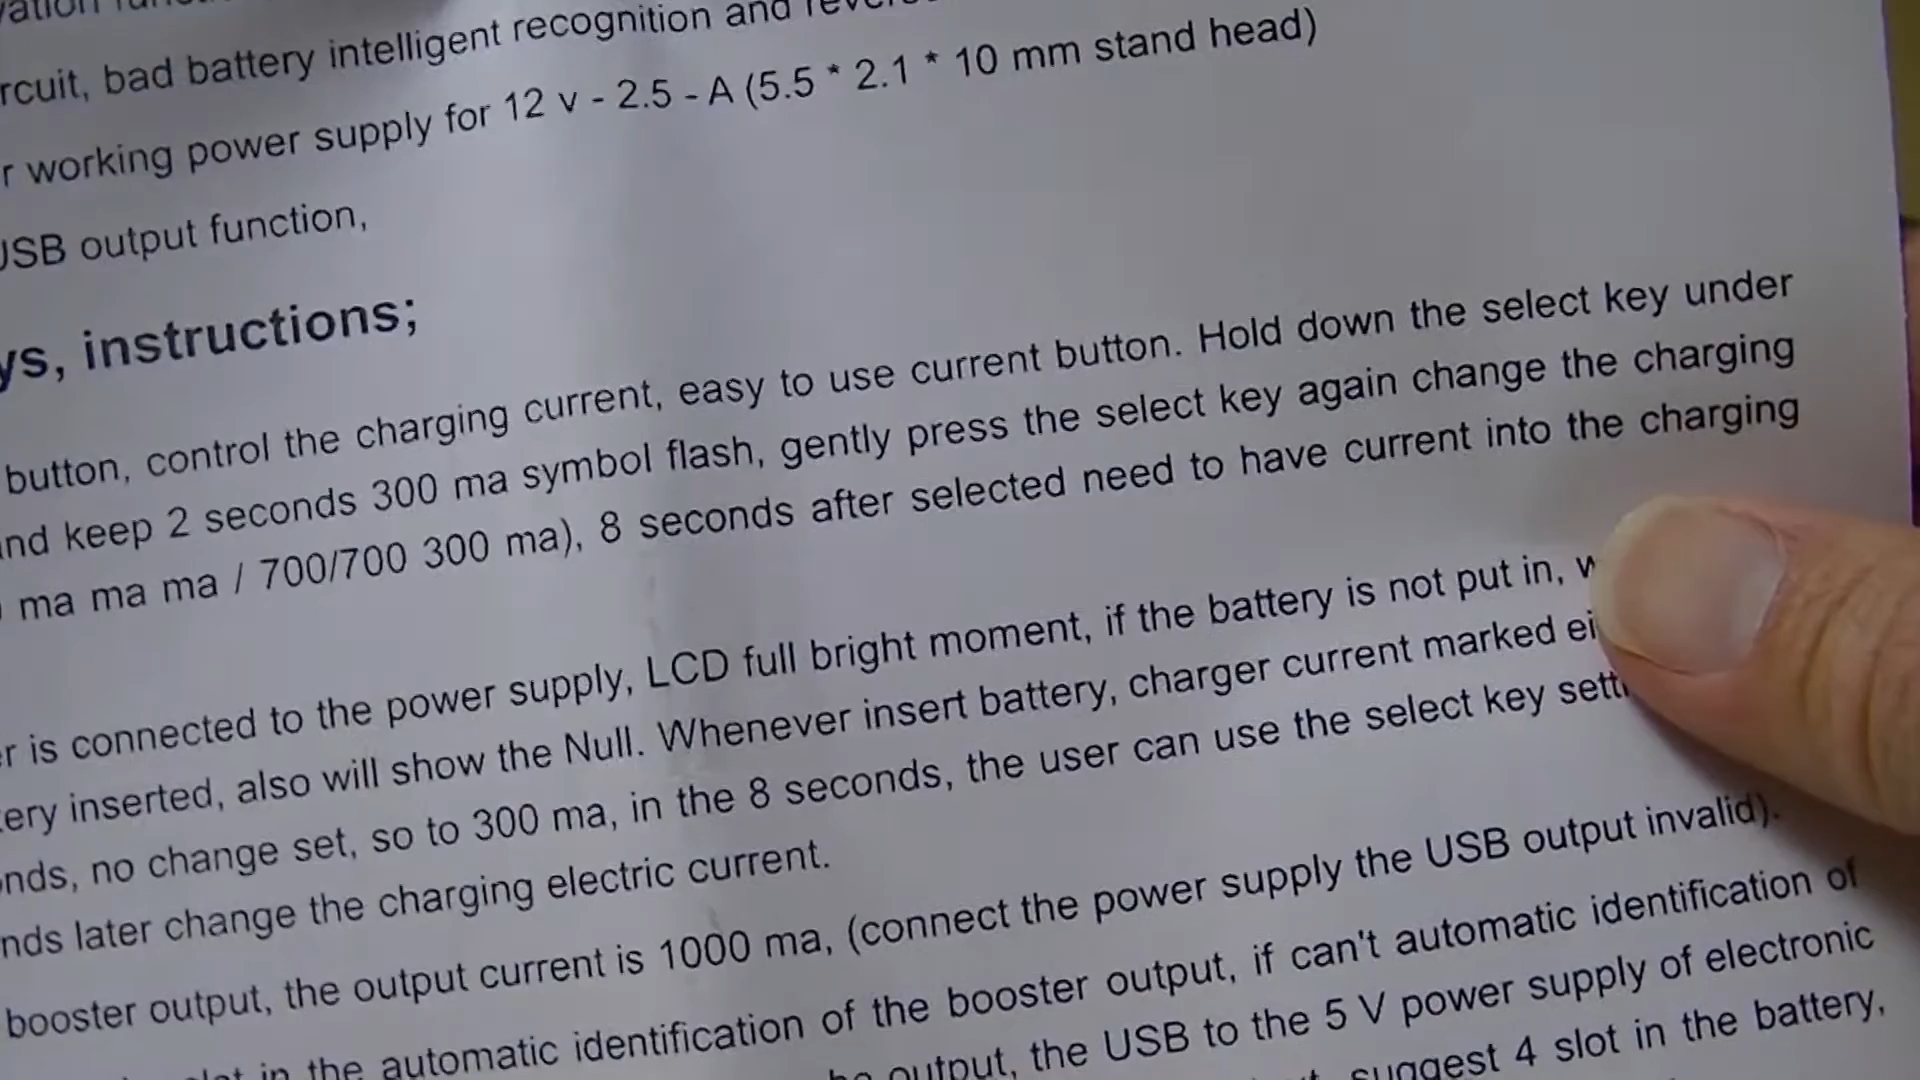 bad battery intelligent recognition and
working power supply for 12 v - 2.5 - A (5.5 * 2.1 * 10 mm stand head)
USB output function,
instructions;
button, control the charging current, easy to use current button. Hold down the select key under
and keep 2 seconds 300 ma symbol flash, gently press the select key again change the charging
ma ma ma / 700/700 300 ma), 8 seconds after selected need to have current into the charging
is connected to the power supply, LCD full bright moment, if the battery is not put in,
inserted, also will show the Null. Whenever insert battery, charger current marked
no change set, so to 300 ma, in the 8 seconds, the user can use the select key
later change the charging electric current.
booster output, the output current is 1000 ma, (connect the power supply the USB output invalid).
in the automatic identification of the booster output, if can't automatic identification of
output, the USB to the 5 V power supply of electronic
suggest 4 slot in the battery,